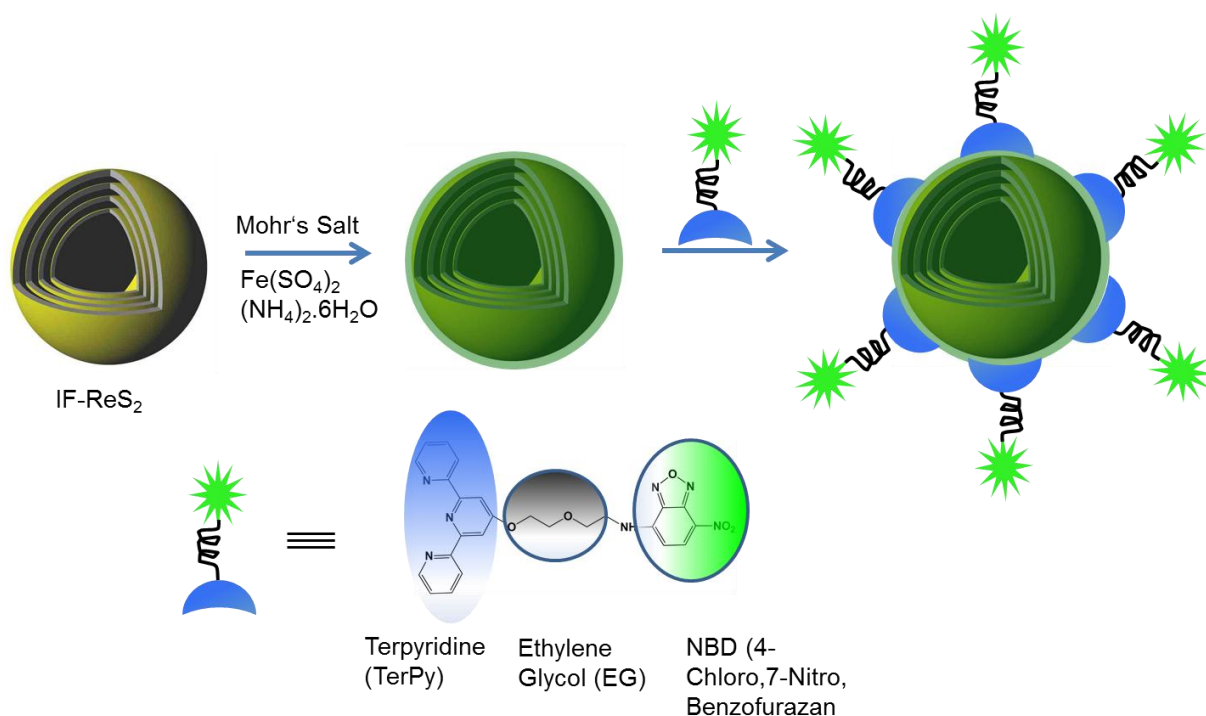 Mohr‘s Salt
Fe(SO4)2
(NH4)2.6H2O
IF-ReS2
N
N
N
O
O
NH
N
O
N
NO2
Terpyridine
(TerPy)
Ethylene
Glycol (EG)
NBD (4-
Chloro,7-Nitro,
Benzofurazan